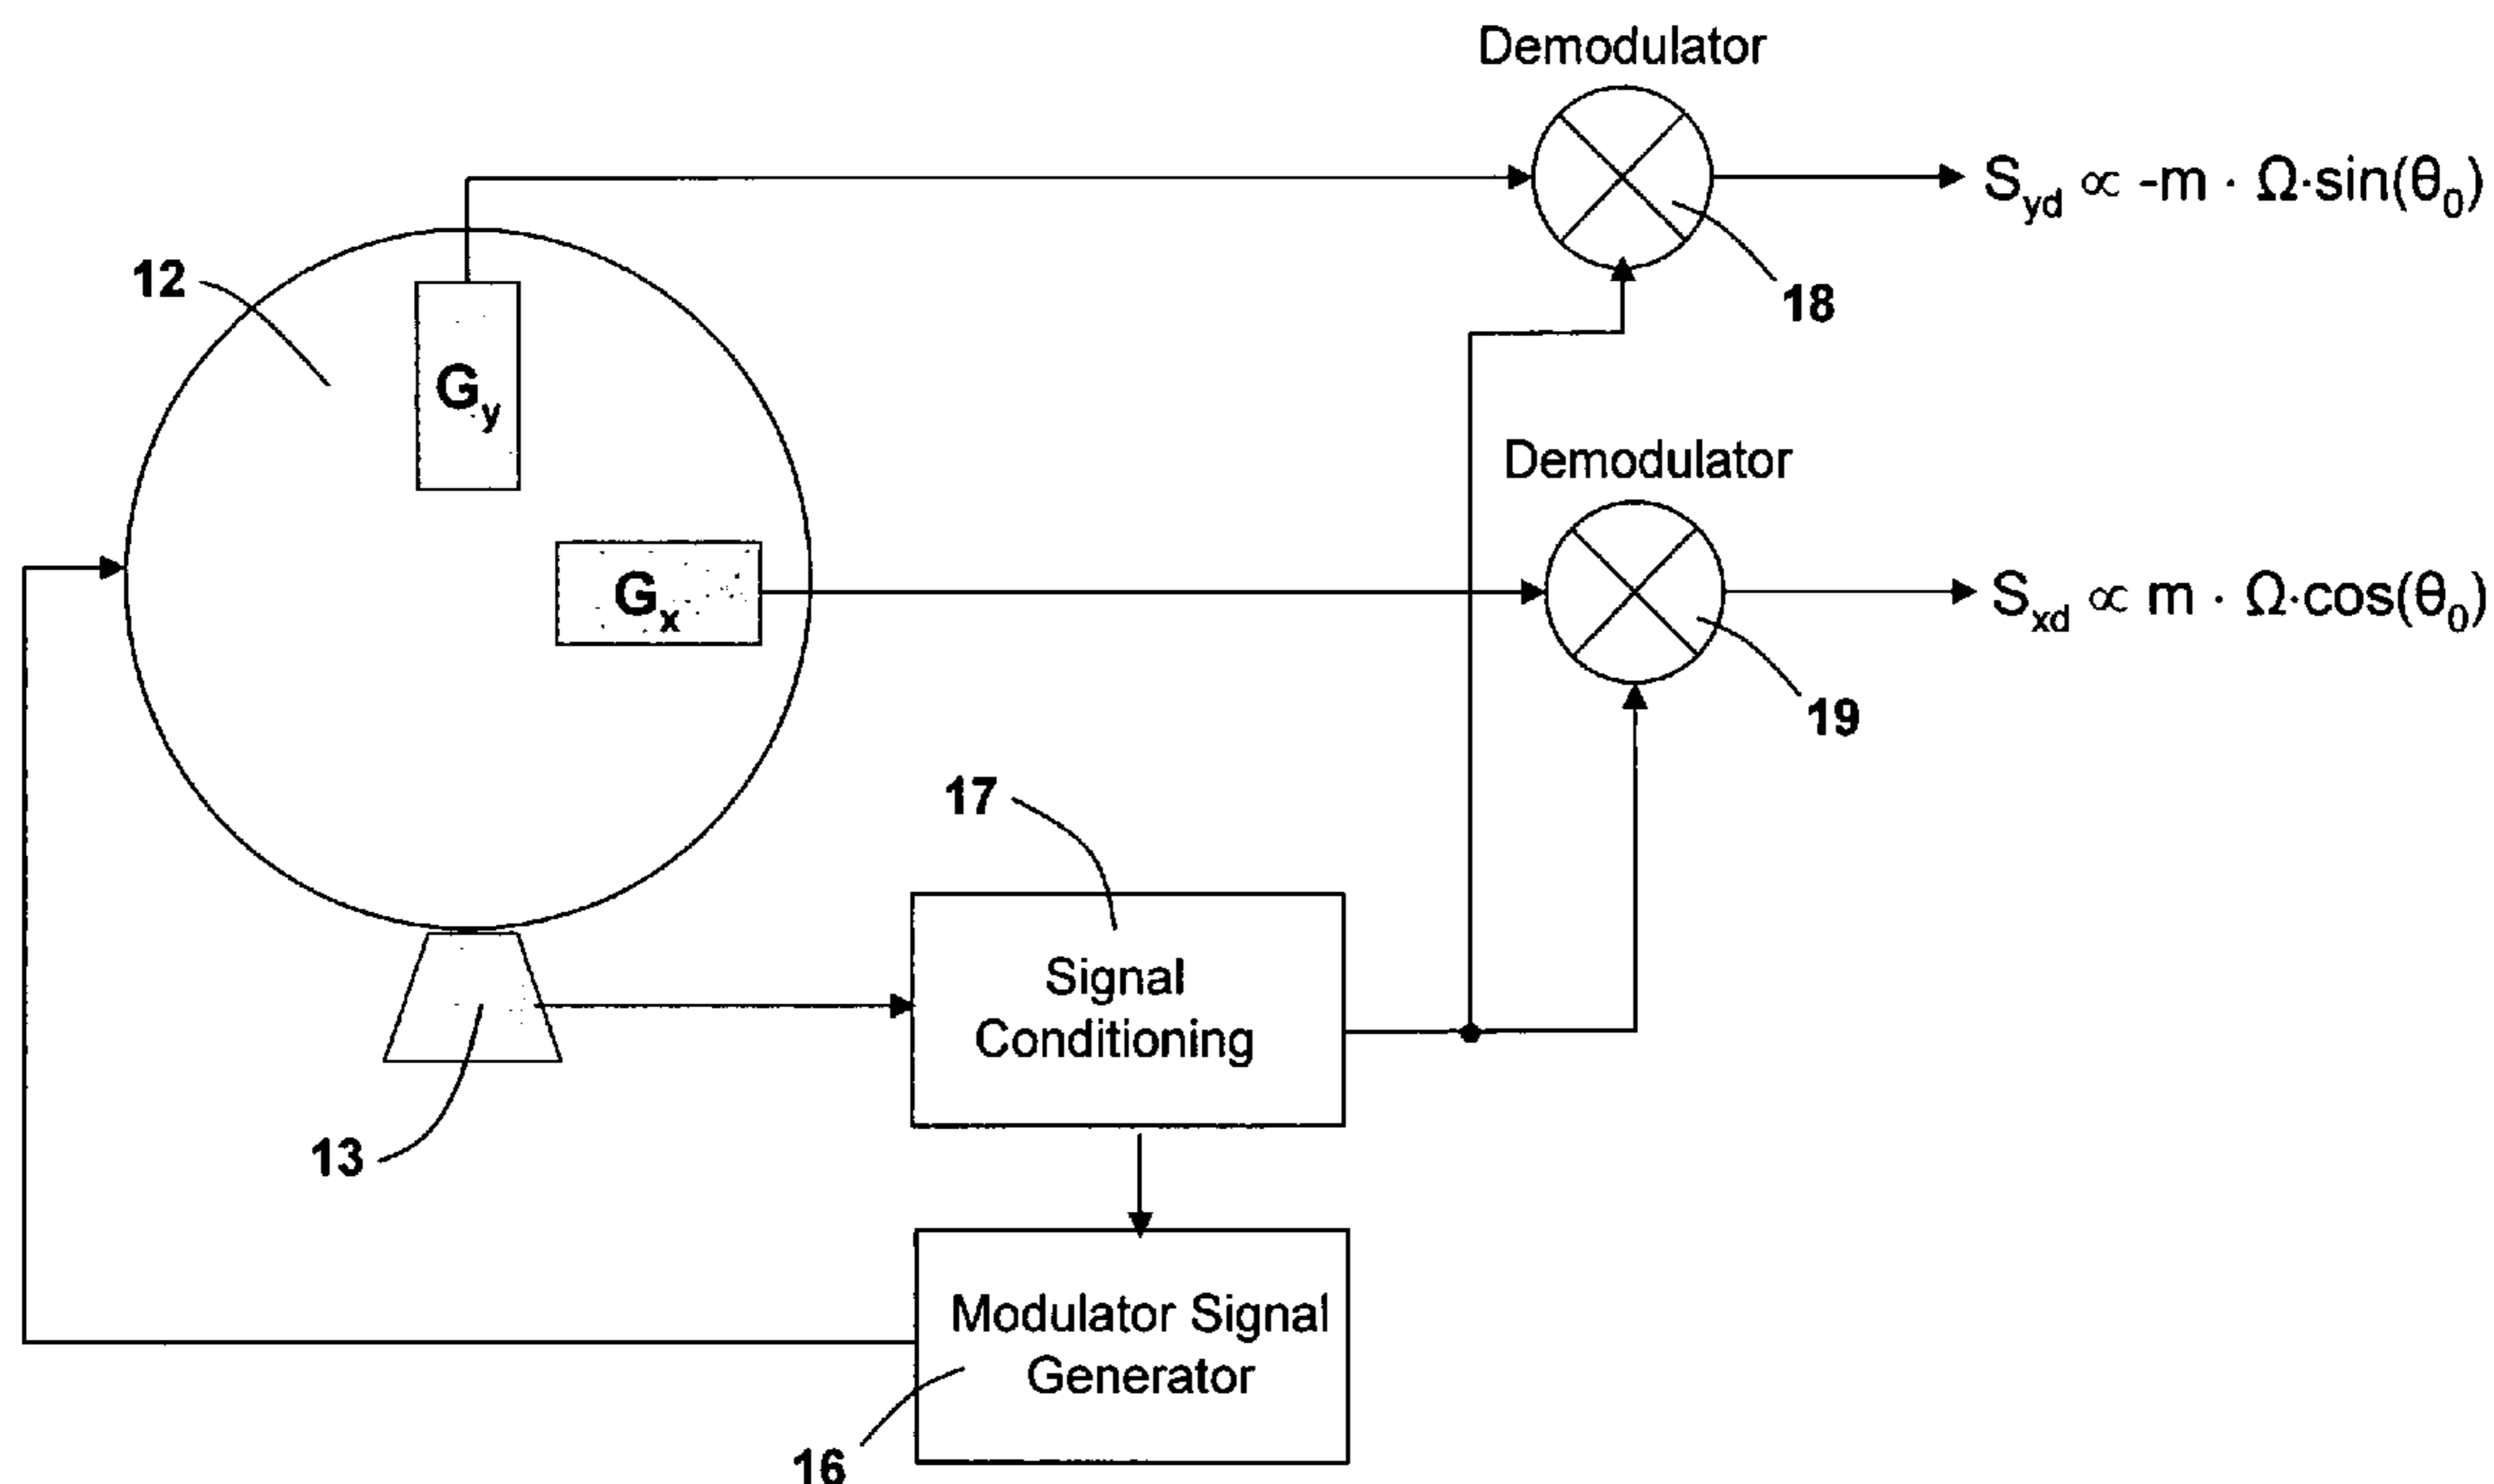 Demodulator
S_yd ∝ -m · Ω·sin(θ_0)
12
18
G_y
Demodulator
G_x
S_xd ∝ m · Ω·cos(θ_0)
19
17
Signal
Conditioning
13
Modulator Signal
Generator
16